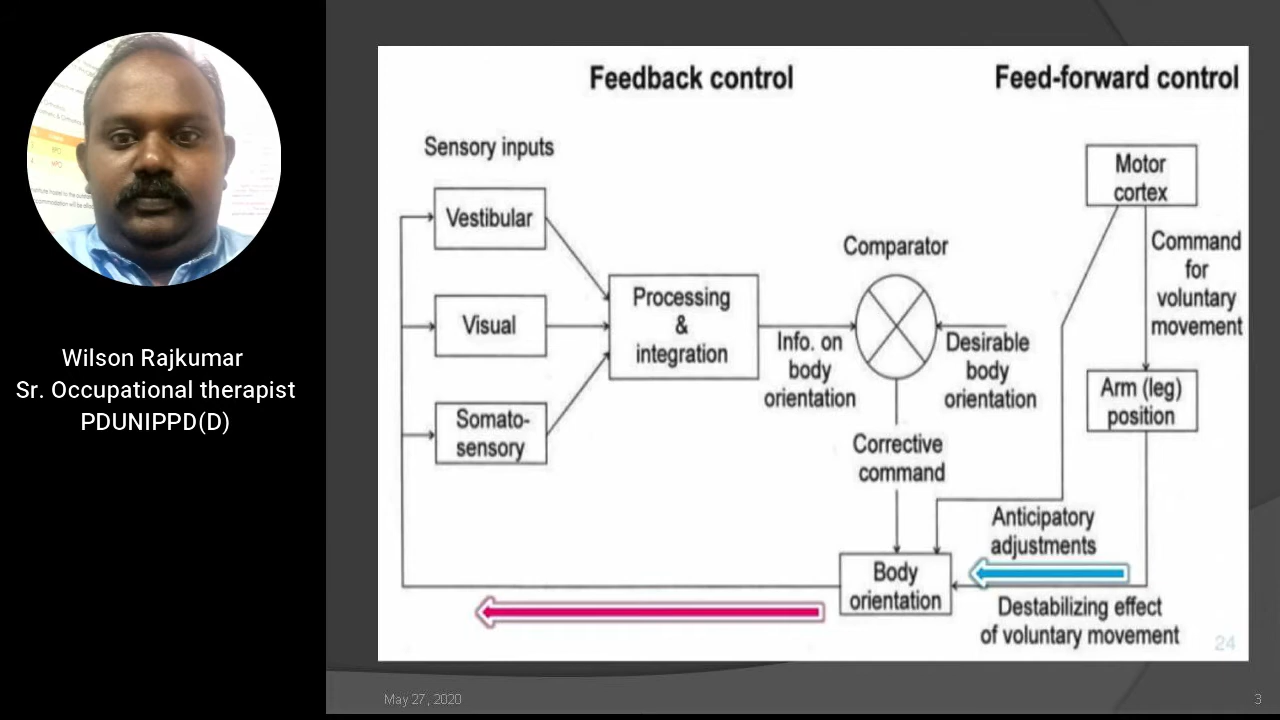 Wilson Rajkumar
Sr. Occupational therapist
PDUNIPPD(D)
Feedback control
Feed-forward control
Sensory inputs
Vestibular
Visual
Somato-
sensory
Processing
&
integration
Info. on
body
orientation
Comparator
Desirable
body
orientation
Corrective
command
Motor
cortex
Command
for
voluntary
movement
Arm (leg)
position
Anticipatory
adjustments
Body
orientation
Destabilizing effect
of voluntary movement
24
May 27, 2020
3